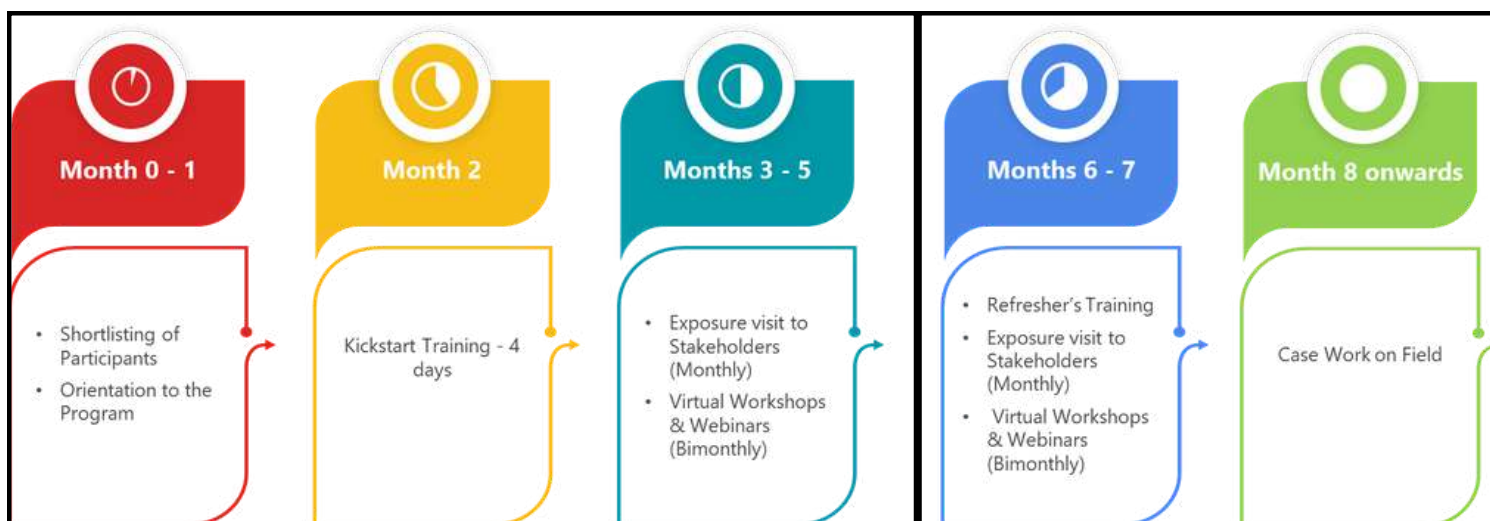 Month 0 - 1
• Shortlisting of
Participants
• Orientation to the
Program
Month 2
Kickstart Training - 4
days
Months 3 - 5
• Exposure visit to
Stakeholders
(Monthly)
• Virtual Workshops
& Webinars
(Bimonthly)
Months 6 - 7
• Refresher's Training
• Exposure visit to
Stakeholders
(Monthly)
• Virtual Workshops
& Webinars
(Bimonthly)
Month 8 onwards
Case Work on Field